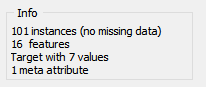 Info
101 instances (no missing data)
16 features
Target with 7 values
1 meta attribute